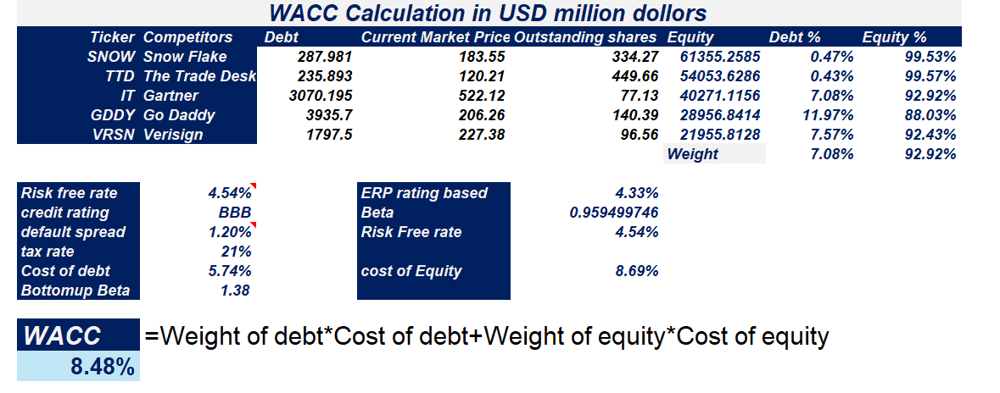 WACC Calculation in USD million dollors
Ticker Competitors Debt Current Market Price Outstanding shares Equity Debt % Equity %
SNOW Snow Flake 287.981 183.55 334.27 61355.2585 0.47% 99.53%
TTD The Trade Desk 235.893 120.21 449.66 54053.6286 0.43% 99.57%
IT Gartner 3070.195 522.12 77.13 40271.1156 7.08% 92.92%
GDDY Go Daddy 3935.7 206.26 140.39 28956.8414 11.97% 88.03%
VRSN Verisign 1797.5 227.38 96.56 21955.8128 7.57% 92.43%
Weight 7.08% 92.92%
Risk free rate 4.54% ERP rating based 4.33%
credit rating BBB Beta 0.959499746
default spread 1.20% Risk Free rate 4.54%
tax rate 21%
Cost of debt 5.74% cost of Equity 8.69%
Bottomup Beta 1.38
WACC =Weight of debt*Cost of debt+Weight of equity*Cost of equity
8.48%